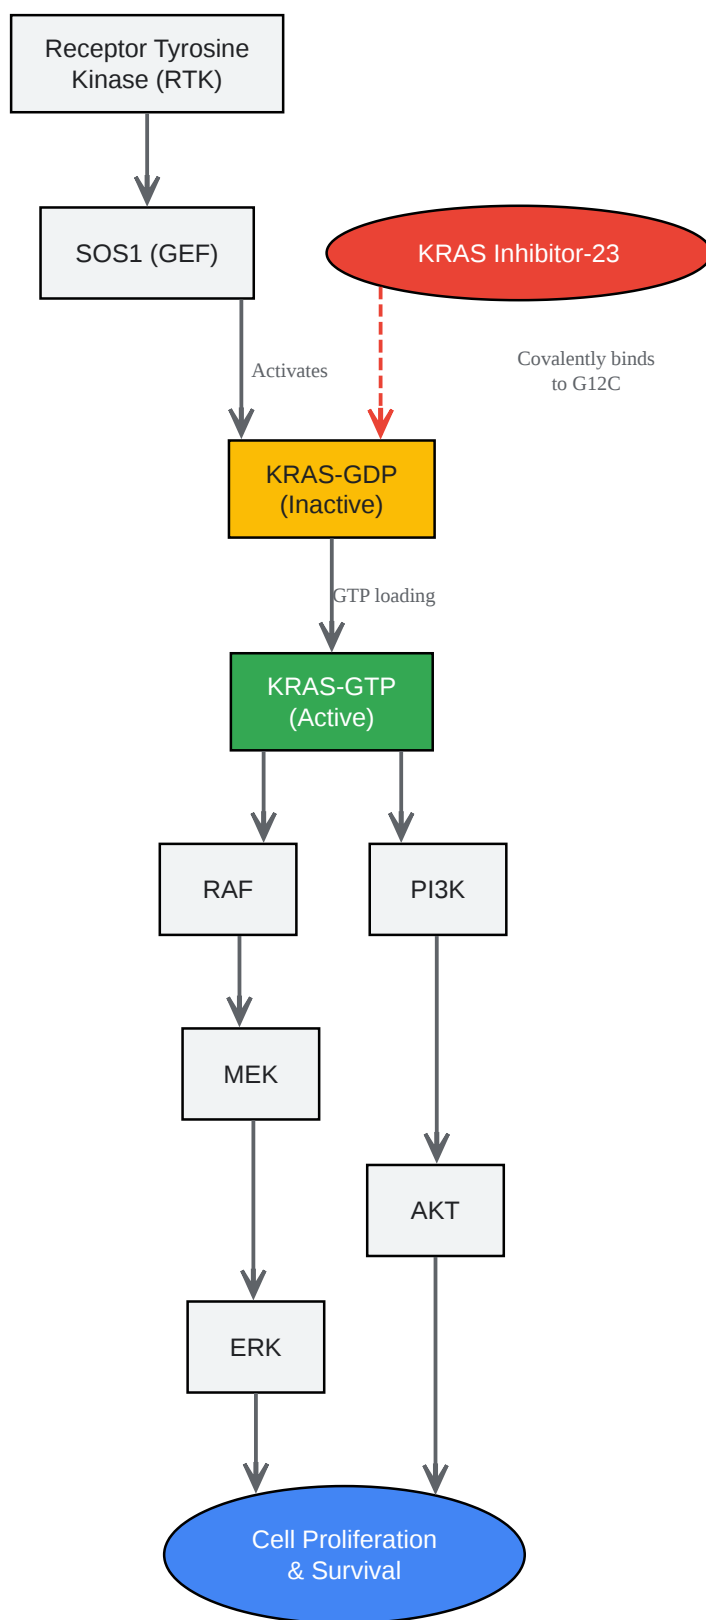 Receptor Tyrosine
Kinase (RTK)
SOS1 (GEF)
KRAS Inhibitor-23
Activates
Covalently binds
to G12C
KRAS-GDP
(Inactive)
GTP loading
KRAS-GTP
(Active)
RAF
PI3K
MEK
AKT
ERK
Cell Proliferation
& Survival